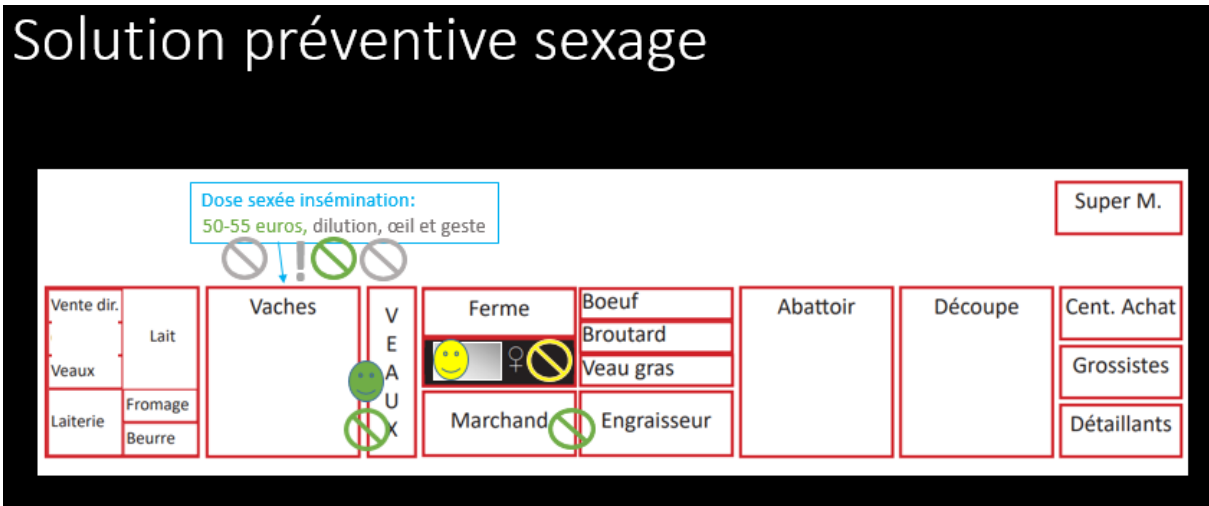 Solution préventive sexage
Dose sexée insémination:
50-55 euros, dilution, œil et geste
Super M.
Vente dir.
Lait
Veaux
Laiterie
Fromage
Beurre
Vaches
VEAUX
Ferme
♀
Marchand
Boeuf
Broutard
Veau gras
Engraisseur
Abattoir
Découpe
Cent. Achat
Grossistes
Détaillants